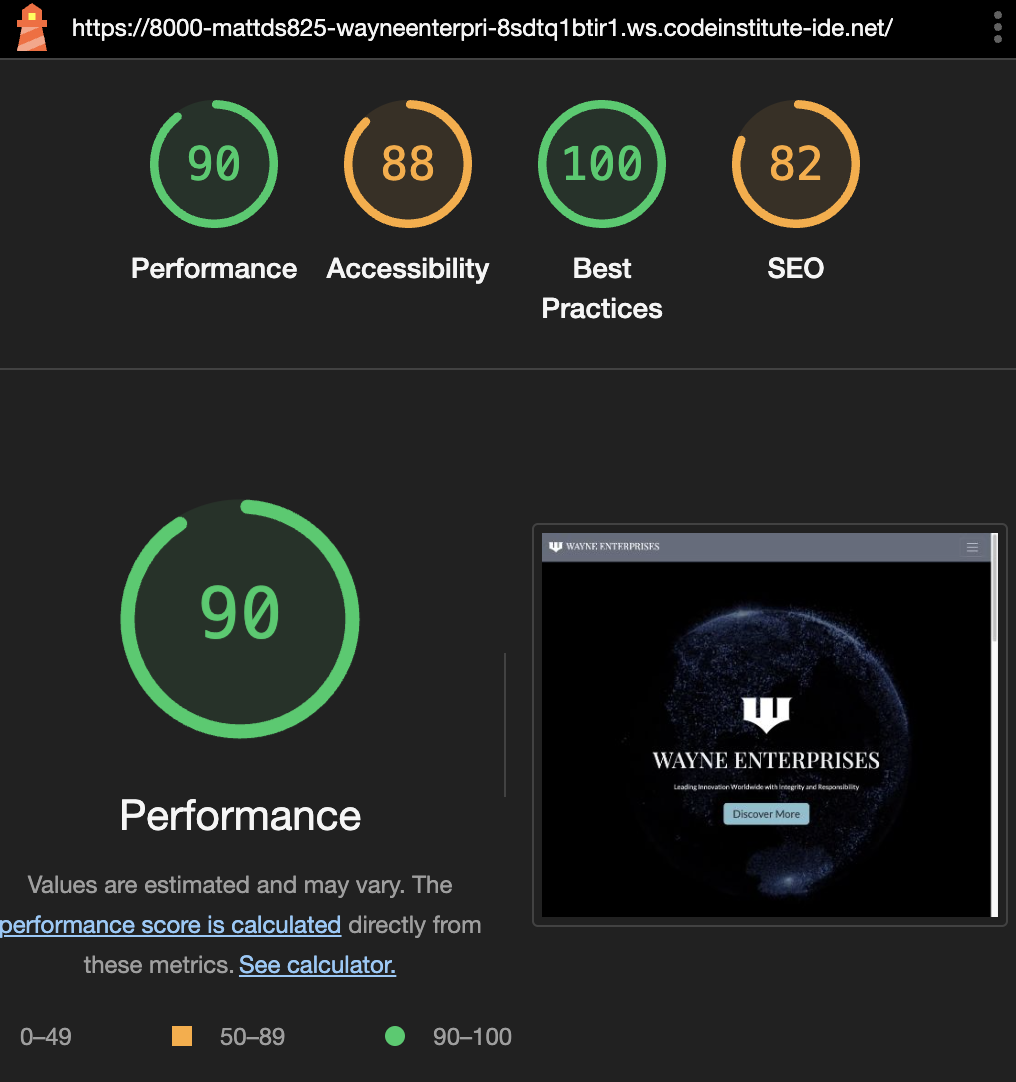 https://8000-mattds825-wayneenterpri-8sdtq1btir1.ws.codeinstitute-ide.net/
90
88
100
82
Performance
Accessibility
Best
Practices
SEO
90
Performance
Values are estimated and may vary. The
performance score is calculated directly from
these metrics. See calculator.
0–49
50–89
90–100
WAYNE ENTERPRISES
WAYNE ENTERPRISES
Leading Innovation Worldwide with Integrity and Responsibility
Discover More